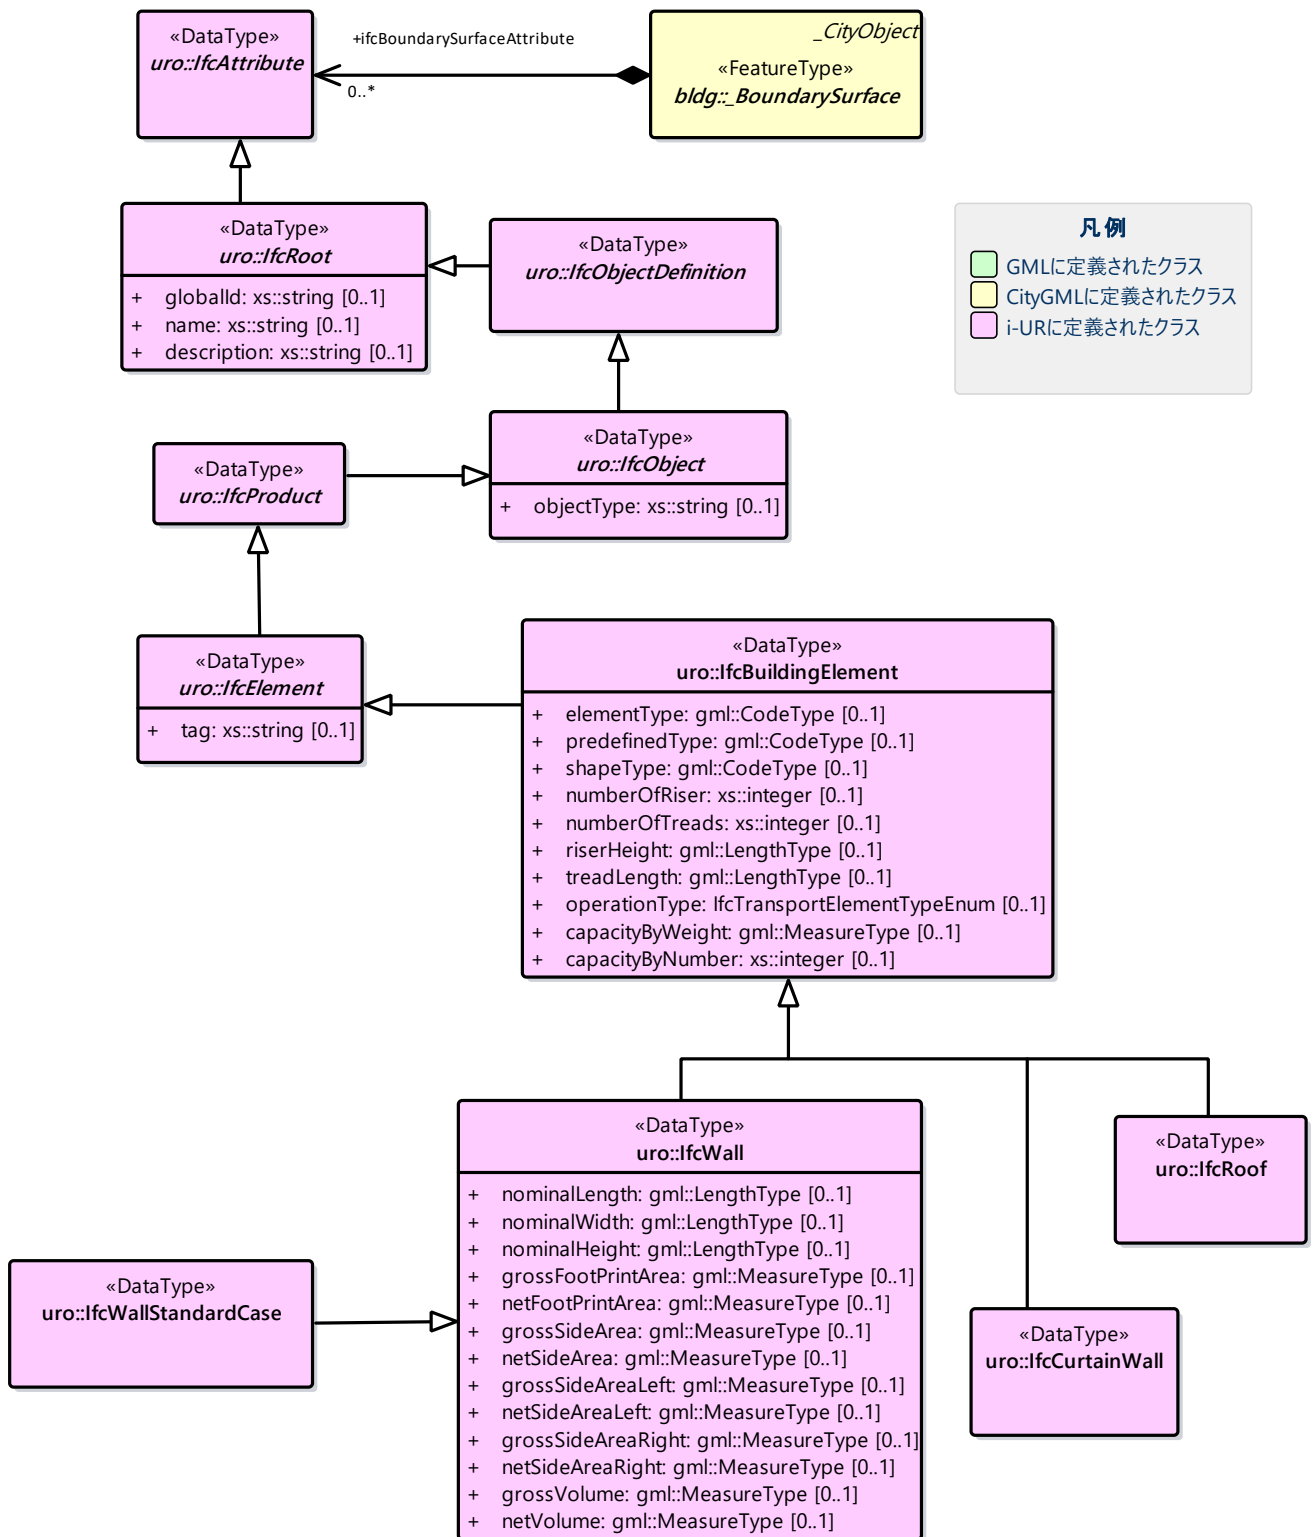 «DataType»
uro::IfcAttribute
+ifcBoundarySurfaceAttribute
0..*
_CityObject
«FeatureType»
bldg::_BoundarySurface
«DataType»
uro::IfcRoot
+ globalId: xs::string [0..1]
+ name: xs::string [0..1]
+ description: xs::string [0..1]
«DataType»
uro::IfcObjectDefinition
凡例
GMLに定義されたクラス
CityGMLに定義されたクラス
i-URに定義されたクラス
«DataType»
uro::IfcProduct
«DataType»
uro::IfcObject
+ objectType: xs::string [0..1]
«DataType»
uro::IfcElement
+ tag: xs::string [0..1]
«DataType»
uro::IfcBuildingElement
+ elementType: gml::CodeType [0..1]
+ predefinedType: gml::CodeType [0..1]
+ shapeType: gml::CodeType [0..1]
+ numberOfRiser: xs::integer [0..1]
+ numberOfTreads: xs::integer [0..1]
+ riserHeight: gml::LengthType [0..1]
+ treadLength: gml::LengthType [0..1]
+ operationType: IfcTransportElementTypeEnum [0..1]
+ capacityByWeight: gml::MeasureType [0..1]
+ capacityByNumber: xs::integer [0..1]
«DataType»
uro::IfcWall
+ nominalLength: gml::LengthType [0..1]
+ nominalWidth: gml::LengthType [0..1]
+ nominalHeight: gml::LengthType [0..1]
+ grossFootPrintArea: gml::MeasureType [0..1]
+ netFootPrintArea: gml::MeasureType [0..1]
+ grossSideArea: gml::MeasureType [0..1]
+ netSideArea: gml::MeasureType [0..1]
+ grossSideAreaLeft: gml::MeasureType [0..1]
+ netSideAreaLeft: gml::MeasureType [0..1]
+ grossSideAreaRight: gml::MeasureType [0..1]
+ netSideAreaRight: gml::MeasureType [0..1]
+ grossVolume: gml::MeasureType [0..1]
+ netVolume: gml::MeasureType [0..1]
«DataType»
uro::IfcRoof
«DataType»
uro::IfcWallStandardCase
«DataType»
uro::IfcCurtainWall